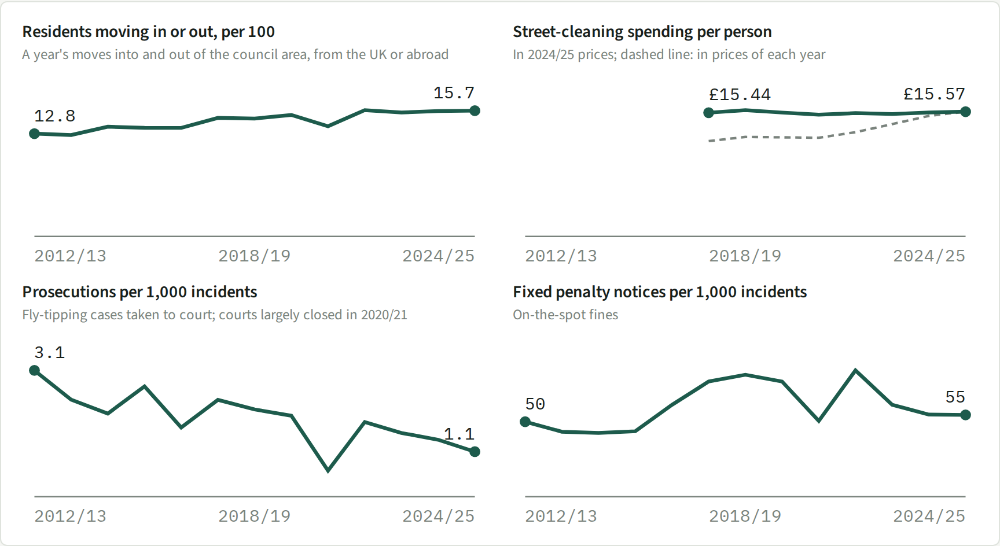 Residents moving in or out, per 100
A year's moves into and out of the council area, from the UK or abroad
12.8
15.7
2012/13
2018/19
2024/25
Street-cleaning spending per person
In 2024/25 prices; dashed line: in prices of each year
£15.44
£15.57
2012/13
2018/19
2024/25
Prosecutions per 1,000 incidents
Fly-tipping cases taken to court; courts largely closed in 2020/21
3.1
1.1
2012/13
2018/19
2024/25
Fixed penalty notices per 1,000 incidents
On-the-spot fines
50
55
2012/13
2018/19
2024/25